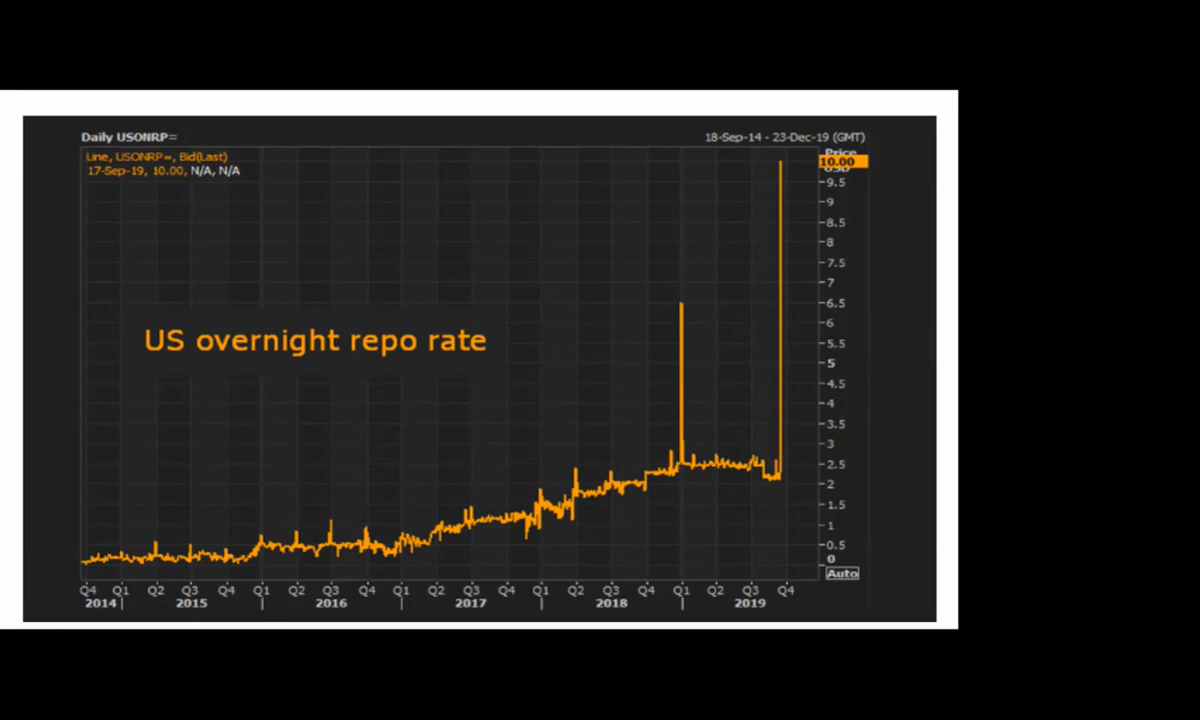 Daily USONRP=
18-Sep-14 - 23-Dec-19 (GMT)
Line, USONRP=, Bid(Last)
17-Sep-19, 10.00, N/A, N/A
Price
10.00
USD
9.5
9
8.5
8
7.5
7
6.5
6
5.5
5
4.5
4
3.5
3
2.5
2
1.5
1
0.5
0
Auto
US overnight repo rate
Q4 Q1 Q2 Q3 Q4 Q1 Q2 Q3 Q4 Q1 Q2 Q3 Q4 Q1 Q2 Q3 Q4 Q1 Q2 Q3 Q4
2014 2015 2016 2017 2018 2019